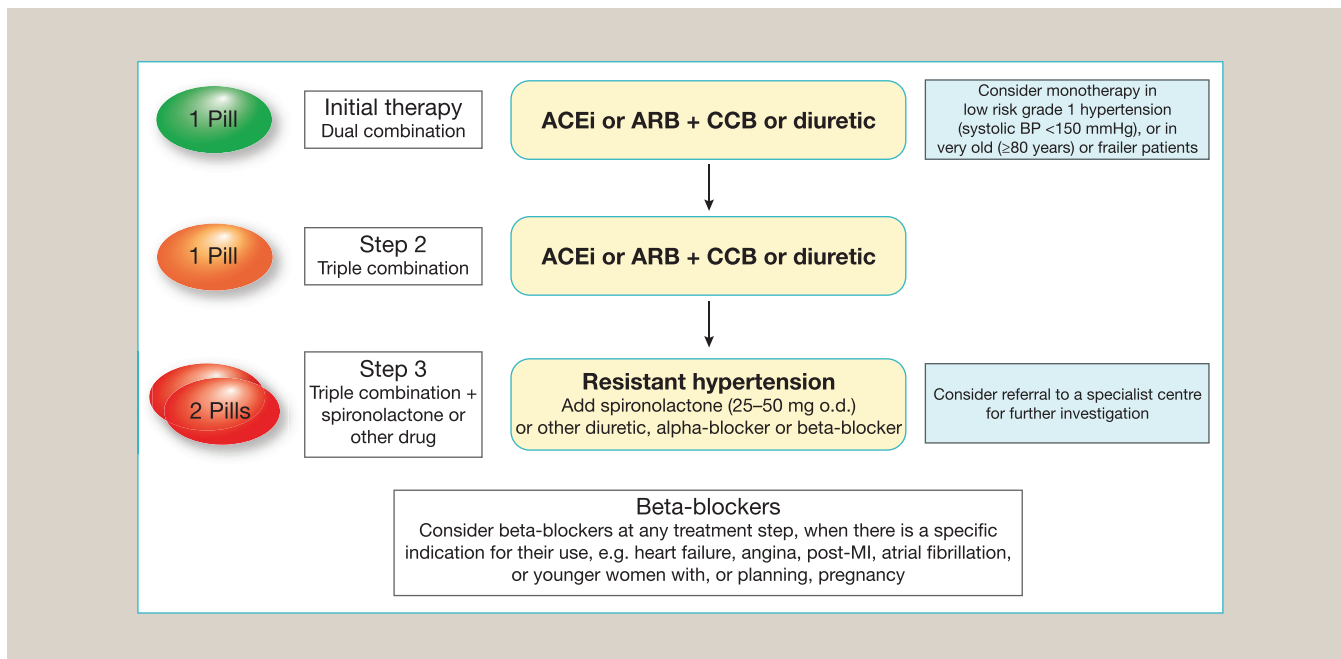 1 Pill
Initial therapy
Dual combination
ACEi or ARB + CCB or diuretic
Consider monotherapy in
low risk grade 1 hypertension
(systolic BP <150 mmHg), or in
very old (≥80 years) or frailer patients
1 Pill
Step 2
Triple combination
ACEi or ARB + CCB or diuretic
2 Pills
Step 3
Triple combination +
spironolactone or
other drug
Resistant hypertension
Add spironolactone (25–50 mg o.d.)
or other diuretic, alpha-blocker or beta-blocker
Consider referral to a specialist centre
for further investigation
Beta-blockers
Consider beta-blockers at any treatment step, when there is a specific
indication for their use, e.g. heart failure, angina, post-MI, atrial fibrillation,
or younger women with, or planning, pregnancy